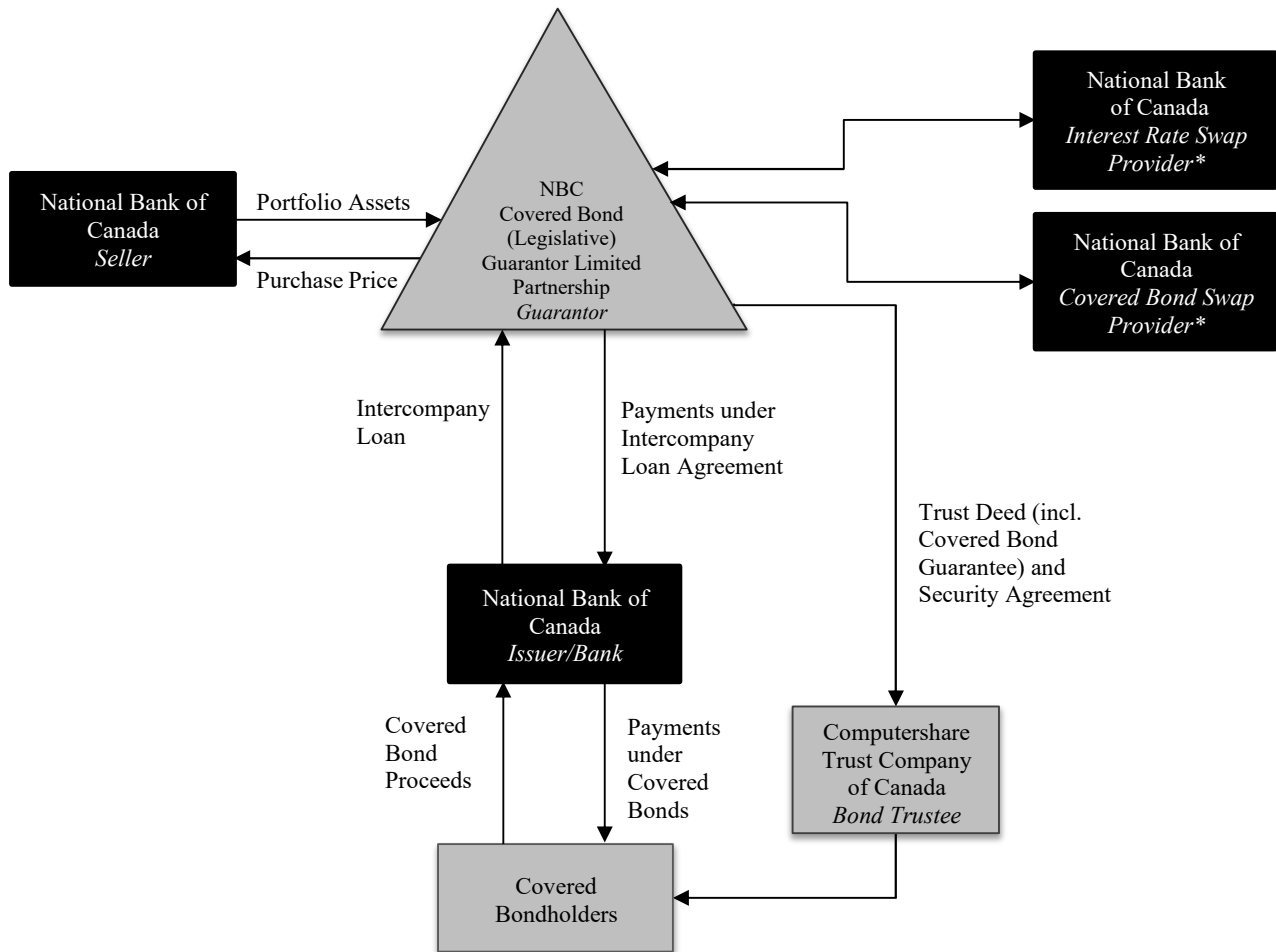 National Bank
of Canada
Interest Rate Swap
Provider*
National Bank of
Canada
Seller
Portfolio Assets
Purchase Price
NBC
Covered Bond
(Legislative)
Guarantor Limited
Partnership
Guarantor
National Bank of
Canada
Covered Bond Swap
Provider*
Intercompany
Loan
Payments under
Intercompany
Loan Agreement
Trust Deed (incl.
Covered Bond
Guarantee) and
Security Agreement
National Bank of
Canada
Issuer/Bank
Covered
Bond
Proceeds
Payments
under
Covered
Bonds
Computershare
Trust Company
of Canada
Bond Trustee
Covered
Bondholders